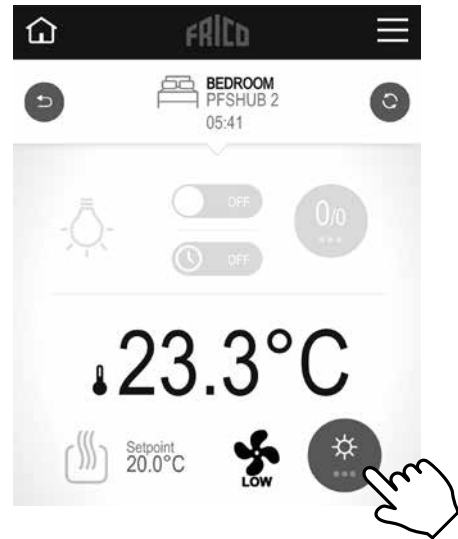 FRICO
BEDROOM
PFSHUB 2
05:41
OFF
0/0
OFF
23.3°C
Setpoint
20.0°C
LOW